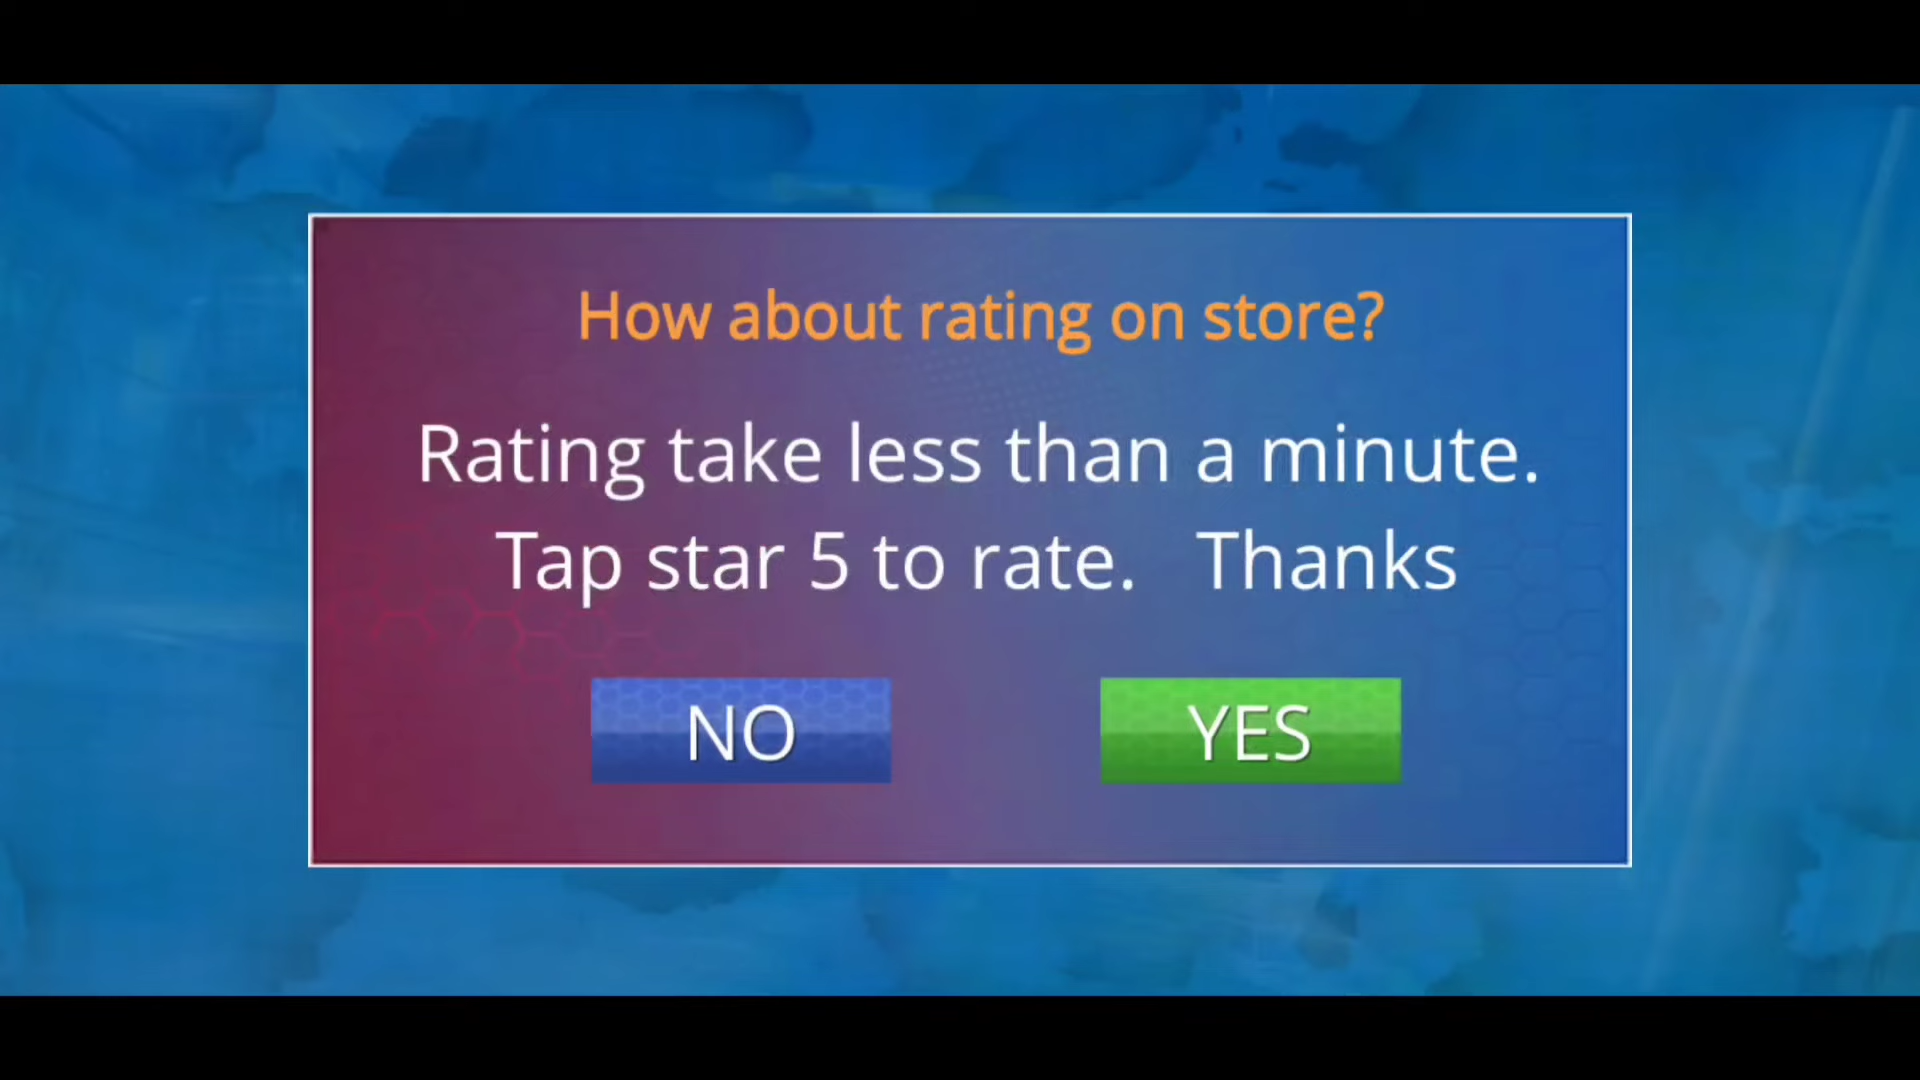 How about rating on store?
Rating take less than a minute.
Tap star 5 to rate. Thanks
NO YES